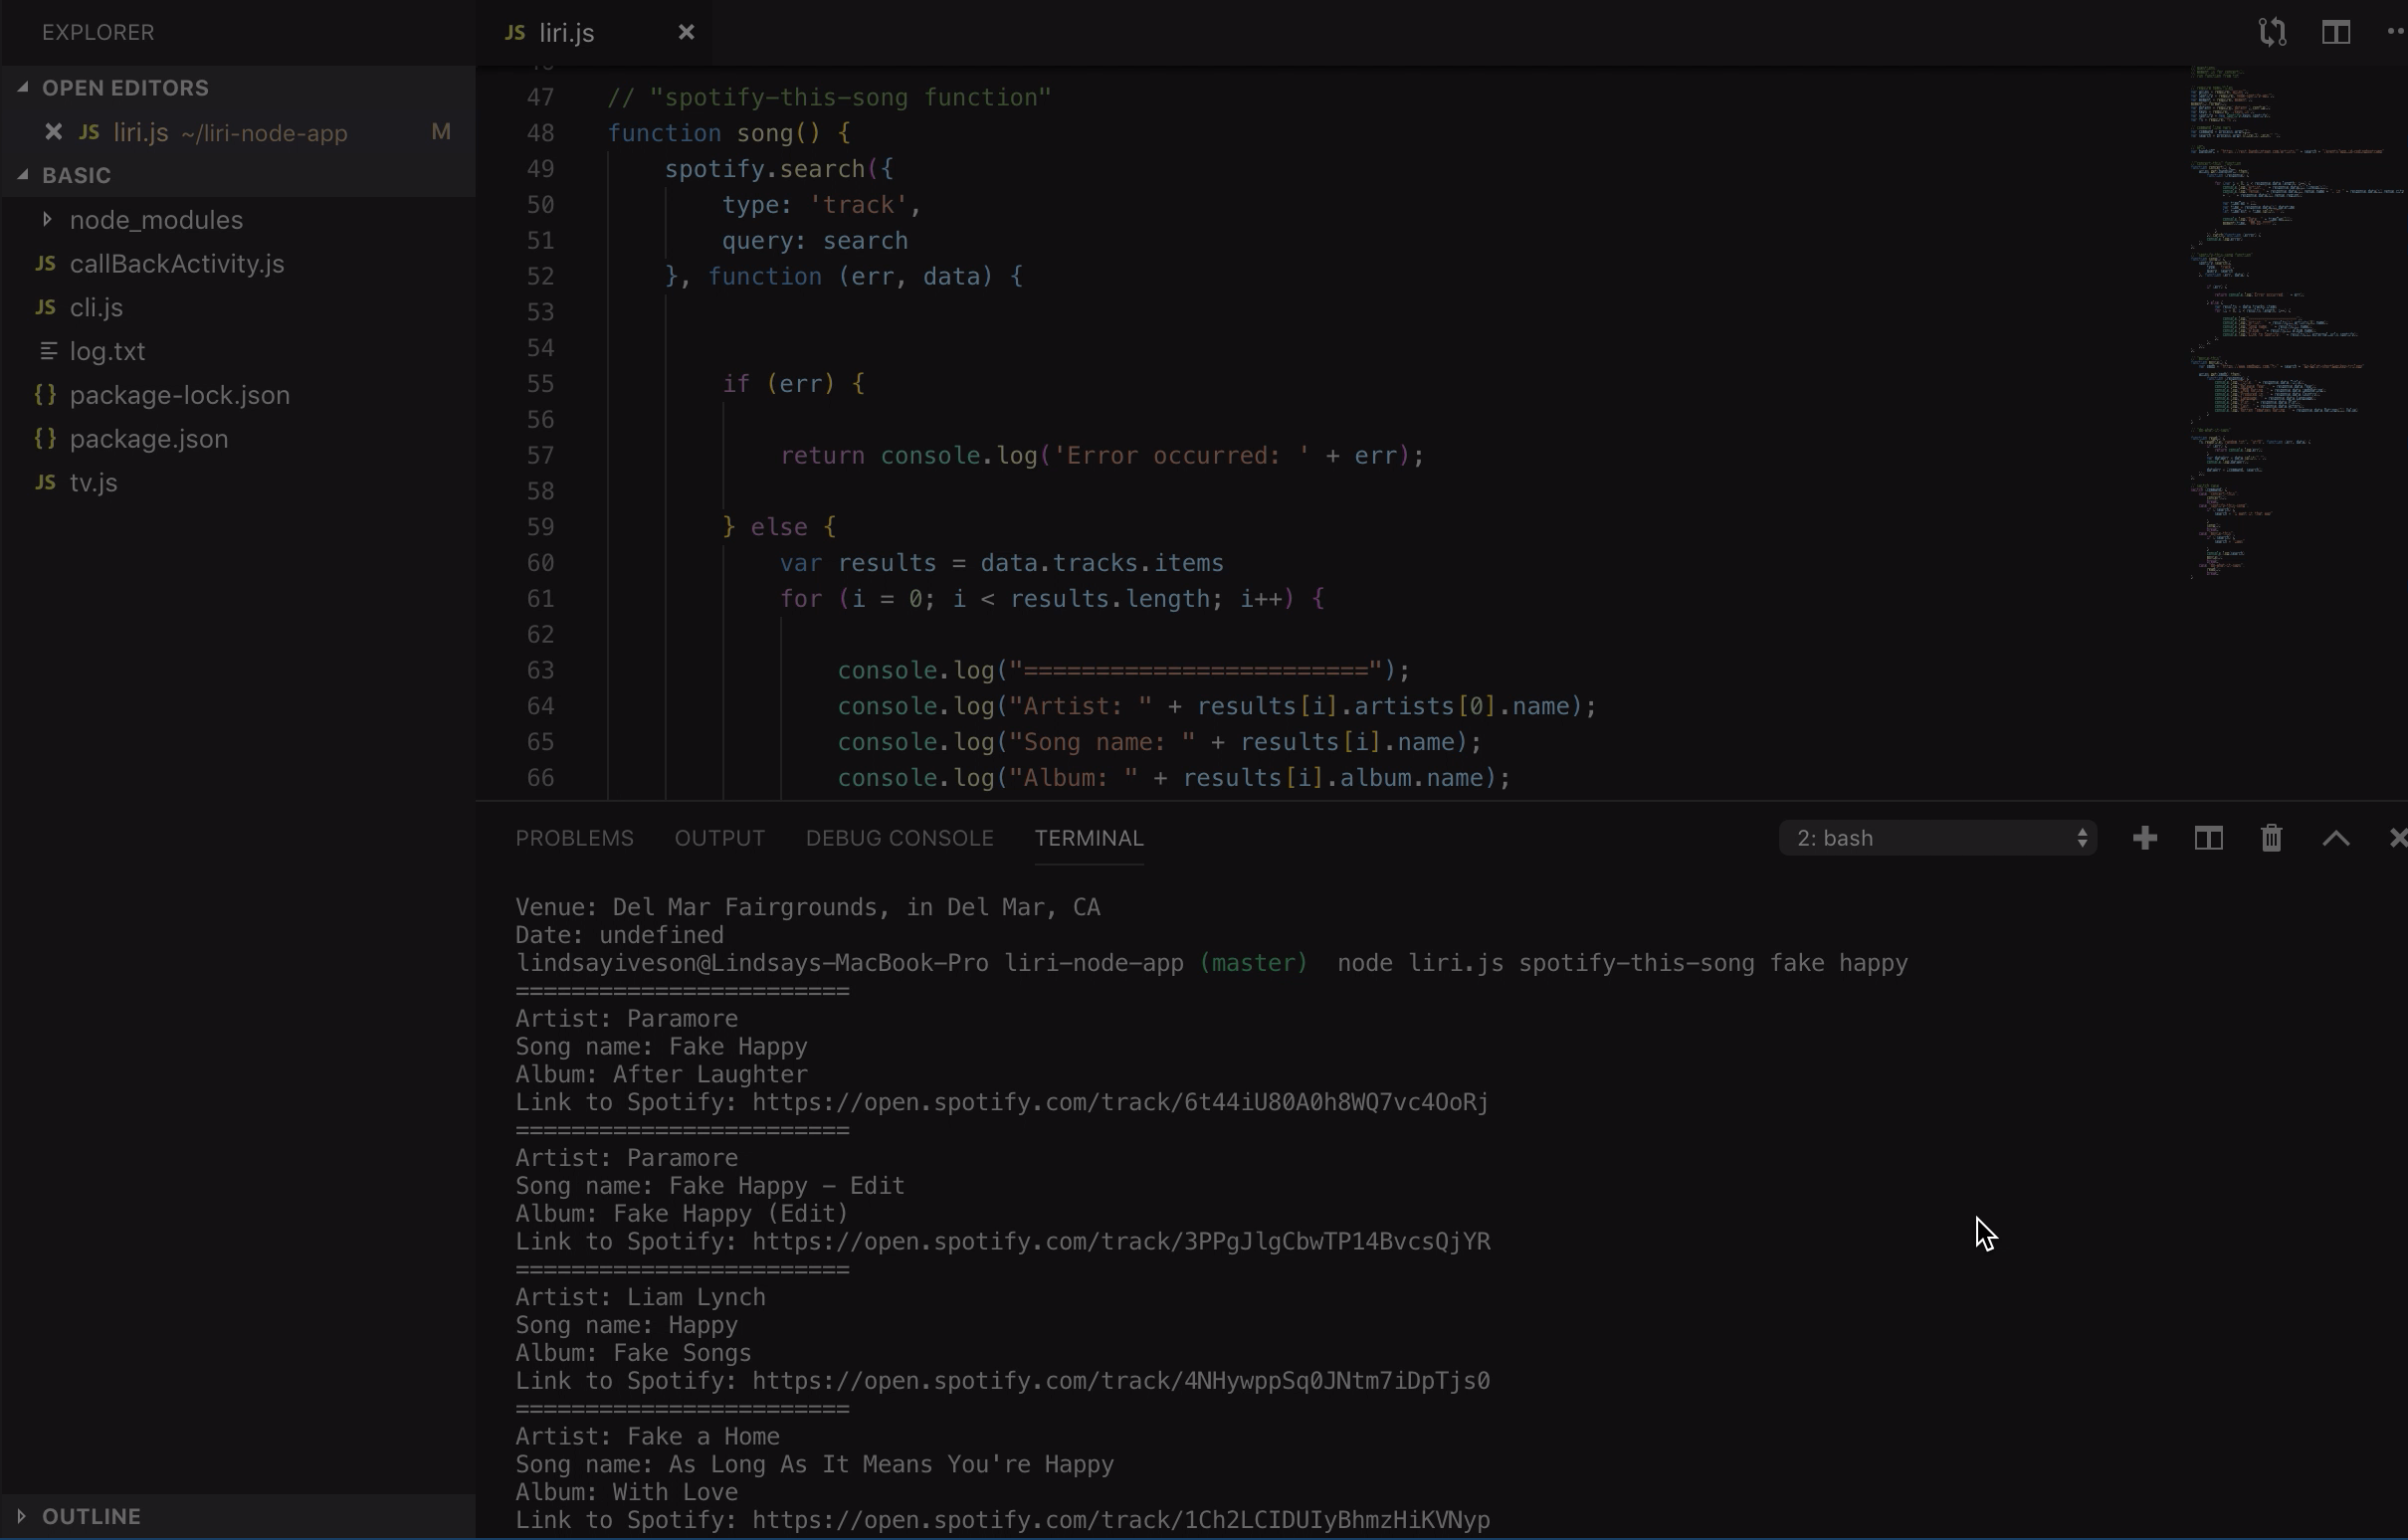 EXPLORER
OPEN EDITORS
JS liri.js ~/liri-node-app M
BASIC
node_modules
JS callBackActivity.js
JS cli.js
log.txt
{} package-lock.json
{} package.json
JS tv.js
OUTLINE
JS liri.js
47 // "spotify-this-song function"
48 function song() {
49 spotify.search({
50 type: 'track',
51 query: search
52 }, function (err, data) {
53
54
55 if (err) {
56
57 return console.log('Error occurred: ' + err);
58
59 } else {
60 var results = data.tracks.items
61 for (i = 0; i < results.length; i++) {
62
63 console.log("========================");
64 console.log("Artist: " + results[i].artists[0].name);
65 console.log("Song name: " + results[i].name);
66 console.log("Album: " + results[i].album.name);
PROBLEMS OUTPUT DEBUG CONSOLE TERMINAL 2: bash
Venue: Del Mar Fairgrounds, in Del Mar, CA
Date: undefined
lindsayiveson@Lindsays-MacBook-Pro liri-node-app (master) node liri.js spotify-this-song fake happy
========================
Artist: Paramore
Song name: Fake Happy
Album: After Laughter
Link to Spotify: https://open.spotify.com/track/6t44iU80A0h8WQ7vc4OoRj
========================
Artist: Paramore
Song name: Fake Happy – Edit
Album: Fake Happy (Edit)
Link to Spotify: https://open.spotify.com/track/3PPgJlgCbwTP14BvcsQjYR
========================
Artist: Liam Lynch
Song name: Happy
Album: Fake Songs
Link to Spotify: https://open.spotify.com/track/4NHywppSq0JNtm7iDpTjs0
========================
Artist: Fake a Home
Song name: As Long As It Means You're Happy
Album: With Love
Link to Spotify: https://open.spotify.com/track/1Ch2LCIDUIyBhmzHiKVNyp